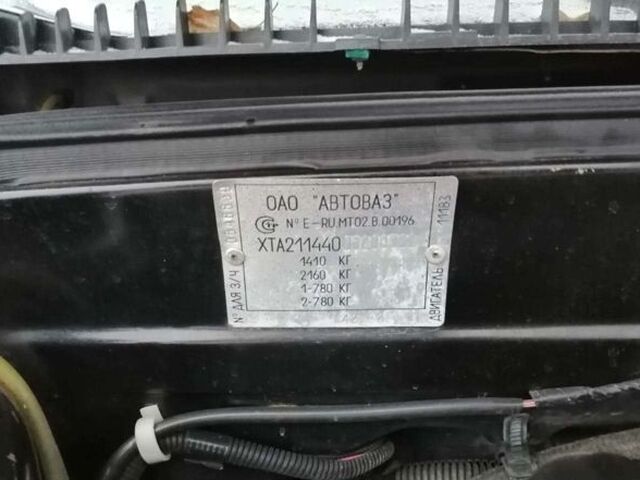 ОАО "АВТОВАЗ"
№ Е-RU.МТ02.В.00196
XTA211440
1410 КГ
2160 КГ
1-780 КГ
2-780 КГ
№ ДЛЯ З/Ч
ДВИГАТЕЛЬ 11183